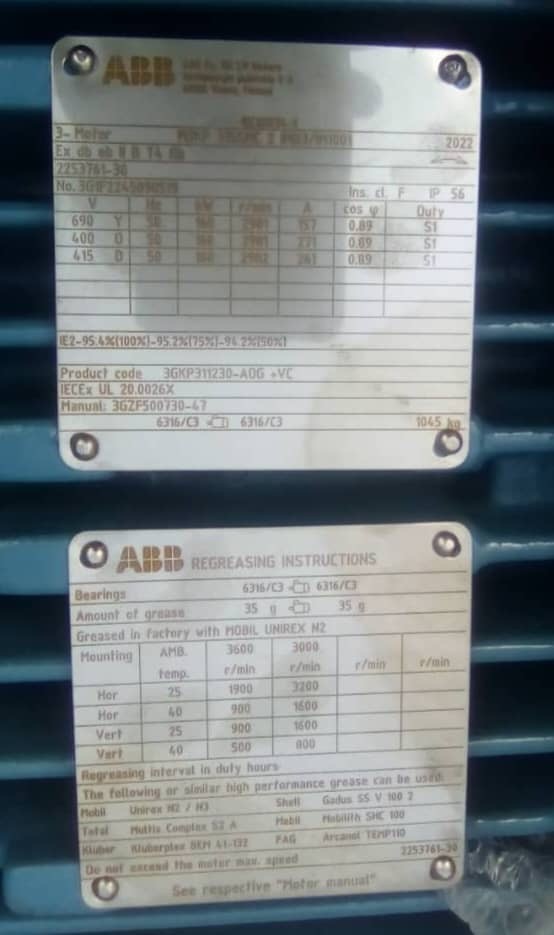 ABB
3~ Motor
2022
Ex db eb
2253761-30
No.
Ins. cl. F IP 56
V Hz kW r/min A cos φ Duty
690 Y 50 157 0.89 S1
400 D 50 2981 271 0.89 S1
415 D 50 2982 261 0.89 S1
IE2-95.4%(100%)-95.2%(75%)-94.2%(50%)
Product code 3GKP311230-ADG +VC
IECEx UL 20.0026X
Manual: 3GZF500730-47
6316/C3 6316/C3 1045 kg
ABB REGREASING INSTRUCTIONS
Bearings 6316/C3 6316/C3
Amount of grease 35 g 35 g
Greased in factory with MOBIL UNIREX N2
Mounting AMB. temp. 3600 r/min 3000 r/min r/min r/min
Hor 25 1900 3200
Hor 40 900 1600
Vert 25 900 1600
Vert 40 500 800
Regreasing interval in duty hours
The following or similar high performance grease can be used:
Mobil Unirex N2 / N3 Shell Gadus S5 V 100 2
Total Multis Complex S2 A Mobil Mobilith SHC 100
Klüber Klüberplex BEM 41-132 FAG Arcanol TEMP110
Do not exceed the motor max. speed 2253761-30
See respective "Motor manual"